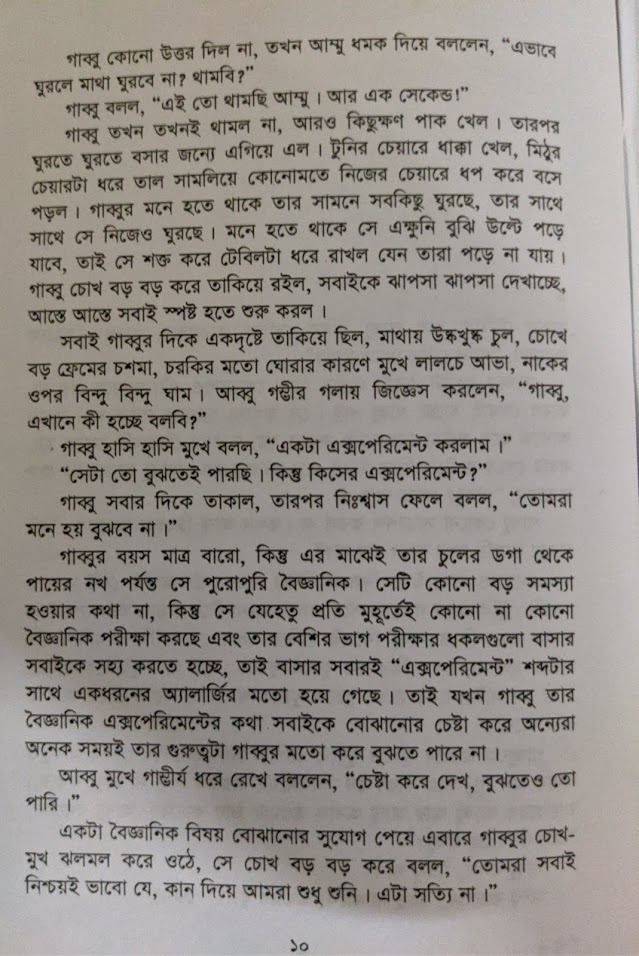 গাব্বু কোনো উত্তর দিল না, তখন আম্মু ধমক দিয়ে বললেন, “এভাবে
ঘুরলে মাথা ঘুরবে না? থামবি?”
গাব্বু বলল, “এই তো থামছি আম্মু। আর এক সেকেন্ড!”
গাব্বু তখন তখনই থামল না, আরও কিছুক্ষণ পাক খেল। তারপর
ঘুরতে ঘুরতে বসার জন্যে এগিয়ে এল। টুনির চেয়ারে ধাক্কা খেল, মিঠুর
চেয়ারটা ধরে তাল সামলিয়ে কোনোমতে নিজের চেয়ারে ধপ করে বসে
পড়ল। গাব্বুর মনে হতে থাকে তার সামনে সবকিছু ঘুরছে, তার সাথে
সাথে সে নিজেও ঘুরছে। মনে হতে থাকে সে এক্ষুনি বুঝি উল্টে পড়ে
যাবে, তাই সে শক্ত করে টেবিলটা ধরে রাখল যেন তারা পড়ে না যায়।
গাব্বু চোখ বড় বড় করে তাকিয়ে রইল, সবাইকে ঝাপসা ঝাপসা দেখাচ্ছে,
আস্তে আস্তে সবাই স্পষ্ট হতে শুরু করল।
সবাই গাব্বুর দিকে একদৃষ্টে তাকিয়ে ছিল, মাথায় উষ্কখুষ্ক চুল, চোখে
বড় ফ্রেমের চশমা, চরকির মতো ঘোরার কারণে মুখে লালচে আভা, নাকের
ওপর বিন্দু বিন্দু ঘাম। আব্বু গম্ভীর গলায় জিজ্ঞেস করলেন, “গাব্বু,
এখানে কী হচ্ছে বলবি?”
গাব্বু হাসি হাসি মুখে বলল, “একটা এক্সপেরিমেন্ট করলাম।”
“সেটা তো বুঝতেই পারছি। কিন্তু কিসের এক্সপেরিমেন্ট?”
গাব্বু সবার দিকে তাকাল, তারপর নিঃশ্বাস ফেলে বলল, “তোমরা
মনে হয় বুঝবে না।”
গাব্বুর বয়স মাত্র বারো, কিন্তু এর মাঝেই তার চুলের ডগা থেকে
পায়ের নখ পর্যন্ত সে পুরোপুরি বৈজ্ঞানিক। সেটি কোনো বড় সমস্যা
হওয়ার কথা না, কিন্তু সে যেহেতু প্রতি মুহূর্তেই কোনো না কোনো
বৈজ্ঞানিক পরীক্ষা করছে এবং তার বেশির ভাগ পরীক্ষার ধকলগুলো বাসার
সবাইকে সহ্য করতে হচ্ছে, তাই বাসার সবারই “এক্সপেরিমেন্ট” শব্দটার
সাথে একধরনের অ্যালার্জির মতো হয়ে গেছে। তাই যখন গাব্বু তার
বৈজ্ঞানিক এক্সপেরিমেন্টের কথা সবাইকে বোঝানোর চেষ্টা করে অন্যেরা
অনেক সময়ই তার গুরুত্বটা গাব্বুর মতো করে বুঝতে পারে না।
আব্বু মুখে গাম্ভীর্য ধরে রেখে বললেন, “চেষ্টা করে দেখ, বুঝতেও তো
পারি।”
একটা বৈজ্ঞানিক বিষয় বোঝানোর সুযোগ পেয়ে এবারে গাব্বুর চোখ-
মুখ ঝলমল করে ওঠে, সে চোখ বড় বড় করে বলল, “তোমরা সবাই
নিশ্চয়ই ভাবো যে, কান দিয়ে আমরা শুধু শুনি। এটা সত্যি না।”
১০